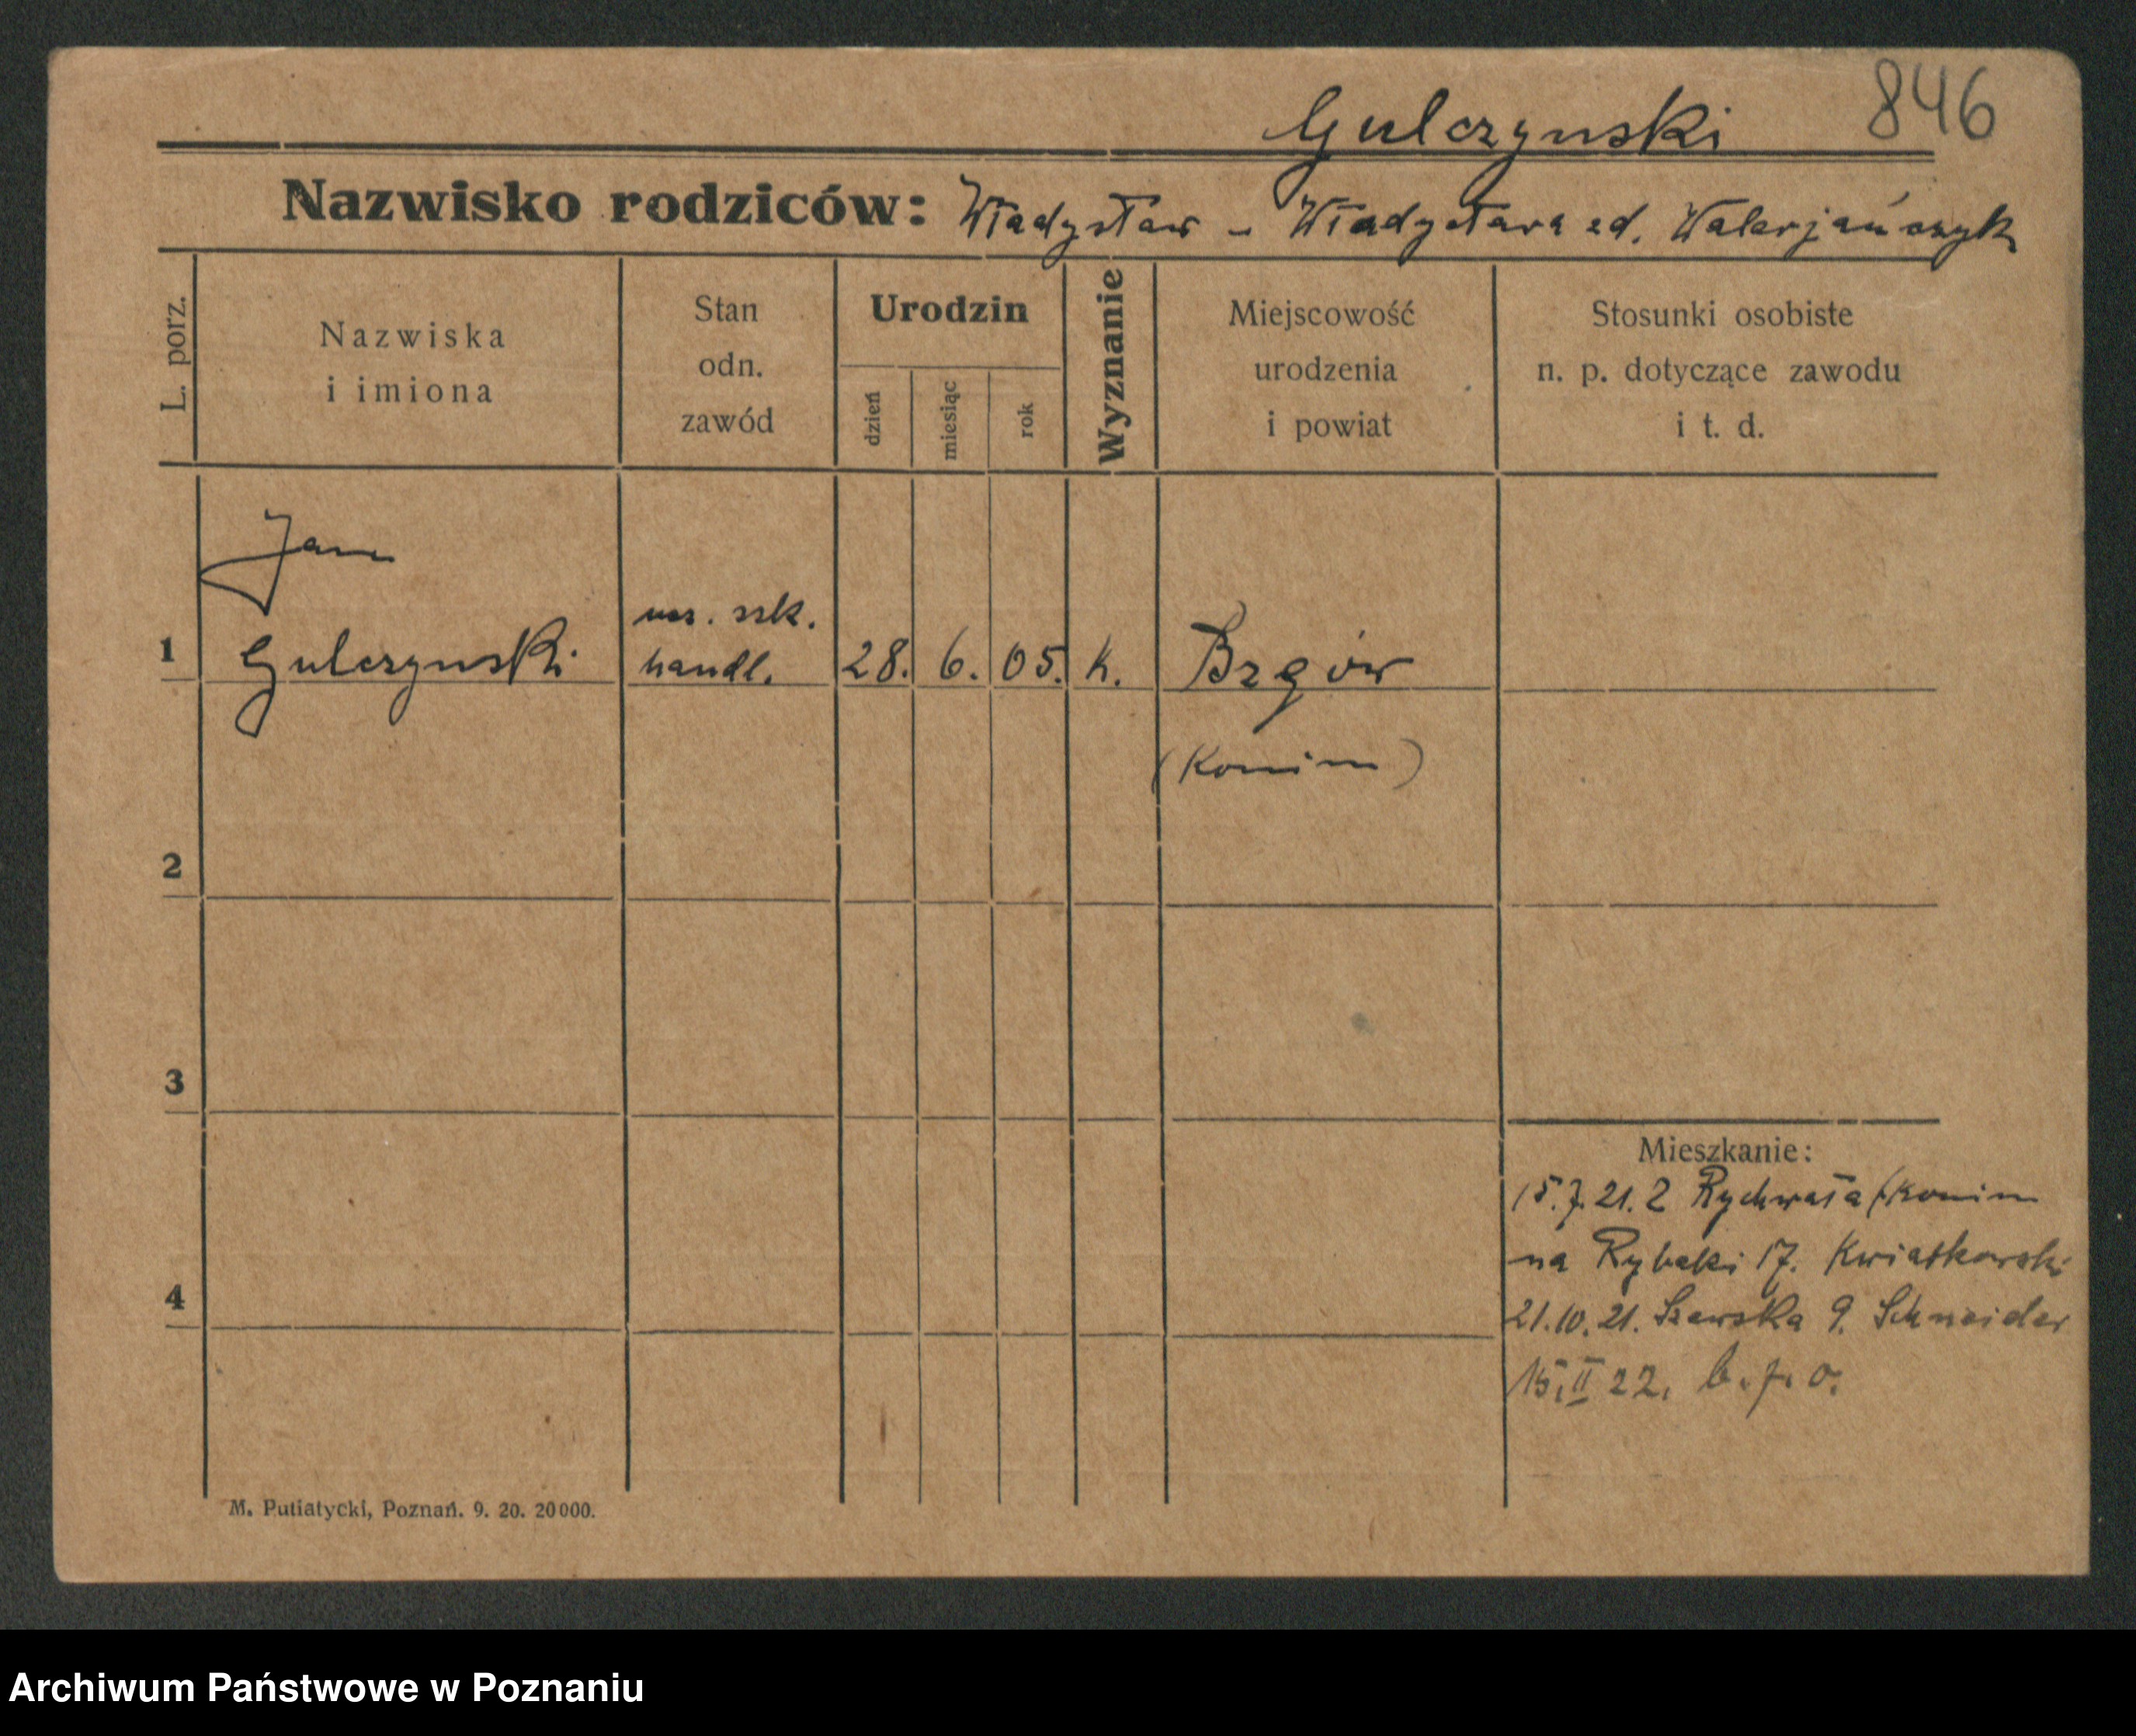 846
Gulczynski
Nazwisko rodziców: Władysław - Władysława zd. Walerjańczyk
L. porz.
Nazwiska
i imiona
Stan
odn.
zawód
Urodzin
dzień
miesiąc
rok
Wyznanie
Miejscowość
urodzenia
i powiat
Stosunki osobiste
n. p. dotyczące zawodu
i t. d.
Jan
ucz. szk.
1 Gulczynski handl. 28. 6. 05. k. Bzgów
(Konin)
2
3
4
Mieszkanie:
15.7.21. Z Rychwała/Konin
na Rybaki 17. Kwiatkowski
21.10.21. Szewska 9. Schneider
15.II 22. b.z.o.
M. Putiatycki, Poznań. 9. 20. 20000.
Archiwum Państwowe w Poznaniu